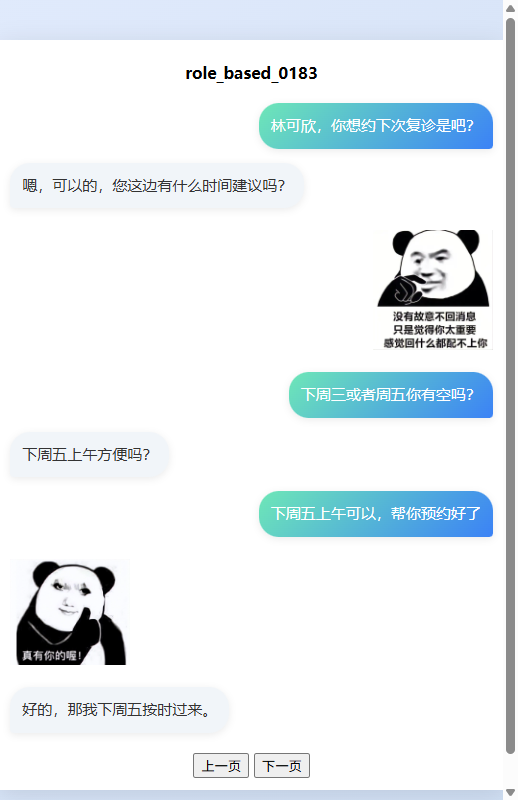 role_based_0183
林可欣，你想约下次复诊是吧？
嗯，可以的，您这边有什么时间建议吗？
没有故意不回消息
只是觉得你太重要
感觉回什么都配不上你
下周三或者周五你有空吗？
下周五上午方便吗？
下周五上午可以，帮你预约好了
真有你的喔！
好的，那我下周五按时过来。
上一页 下一页